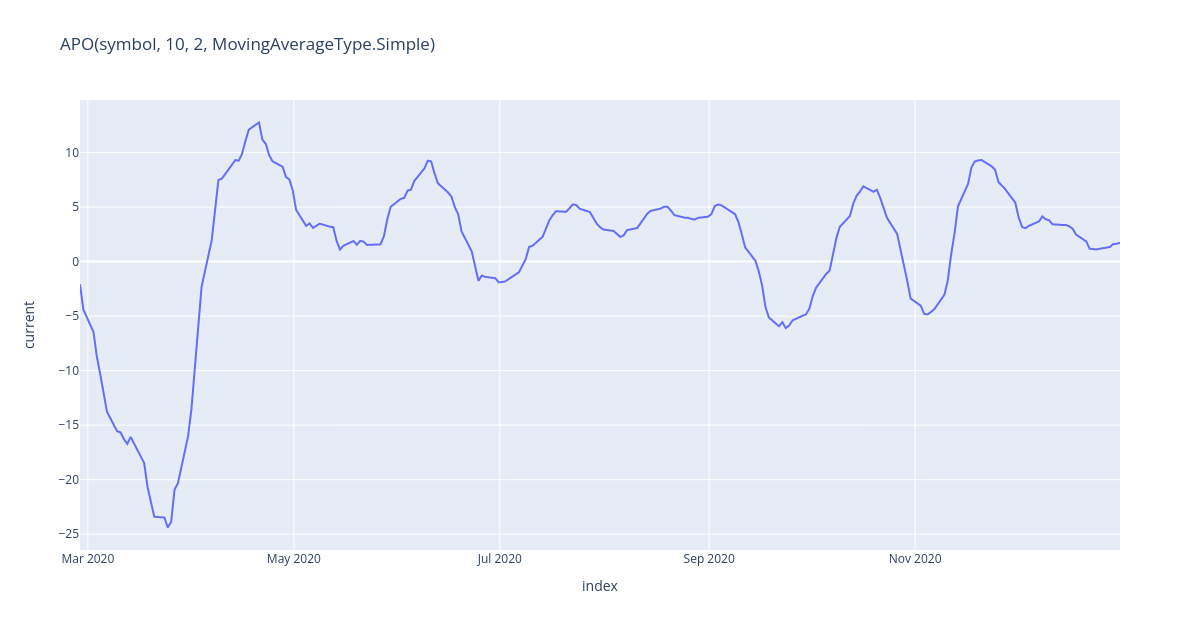 APO(symbol, 10, 2, MovingAverageType.Simple)
10
5
0
−5
−10
−15
−20
−25
current
Mar 2020
May 2020
Jul 2020
Sep 2020
Nov 2020
index